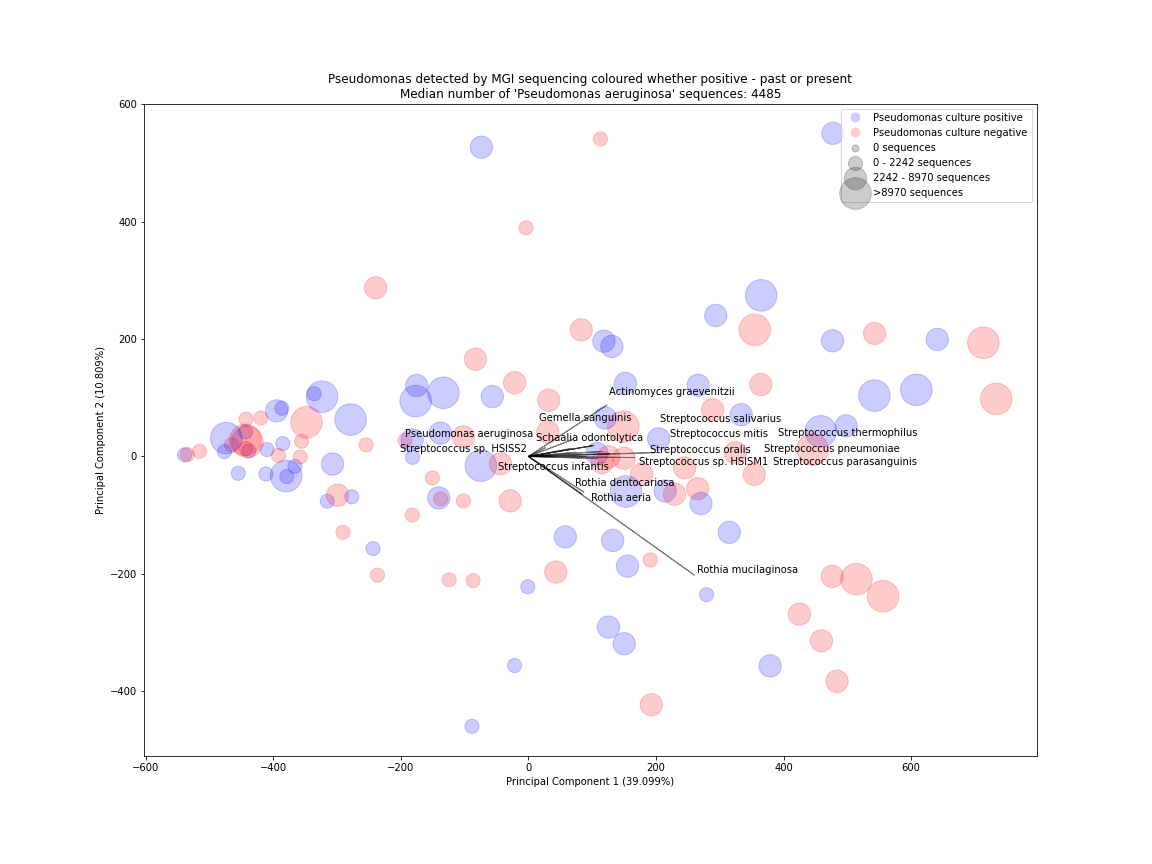 Pseudomonas detected by MGI sequencing coloured whether positive - past or present
Median number of 'Pseudomonas aeruginosa' sequences: 4485
Pseudomonas culture positive
Pseudomonas culture negative
0 sequences
0 - 2242 sequences
2242 - 8970 sequences
>8970 sequences
600
400
200
0
−200
−400
Principal Component 2 (10.809%)
Actinomyces graevenitzii
Gemella sanguinis
Streptococcus salivarius
Pseudomonas aeruginosa
Schaalia odontolytica
Streptococcus mitis
Streptococcus thermophilus
Streptococcus sp. HSISS2
Streptococcus oralis
Streptococcus pneumoniae
Streptococcus infantis
Streptococcus sp. HSISM1
Streptococcus parasanguinis
Rothia dentocariosa
Rothia aeria
Rothia mucilaginosa
−600
−400
−200
0
200
400
600
Principal Component 1 (39.099%)